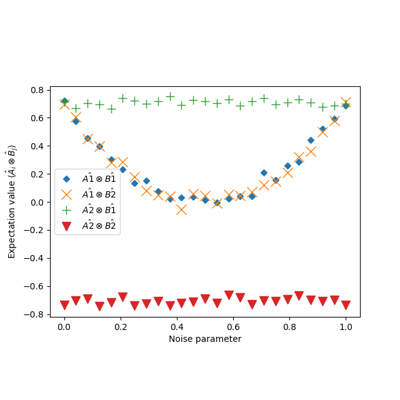 0.8
0.6
0.4
0.2
0.0
−0.2
−0.4
−0.6
−0.8
Expectation value ⟨Âᵢ ⊗ B̂ⱼ⟩
Â1 ⊗ B̂1
Â1 ⊗ B̂2
Â2 ⊗ B̂1
Â2 ⊗ B̂2
0.0 0.2 0.4 0.6 0.8 1.0
Noise parameter